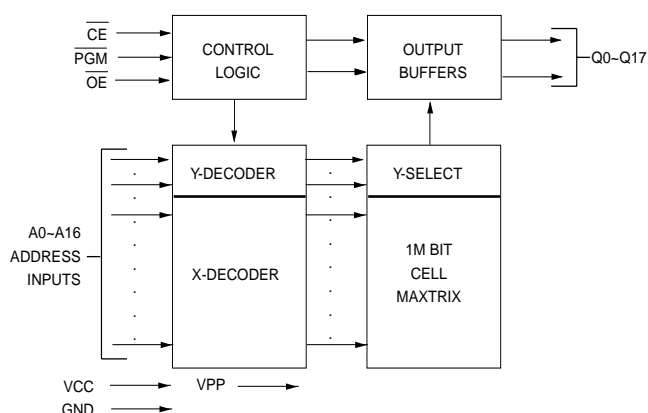 CE
PGM
OE
CONTROL
LOGIC
OUTPUT
BUFFERS
Q0~Q17
A0~A16
ADDRESS
INPUTS
Y-DECODER
X-DECODER
Y-SELECT
1M BIT
CELL
MAXTRIX
VCC
GND
VPP